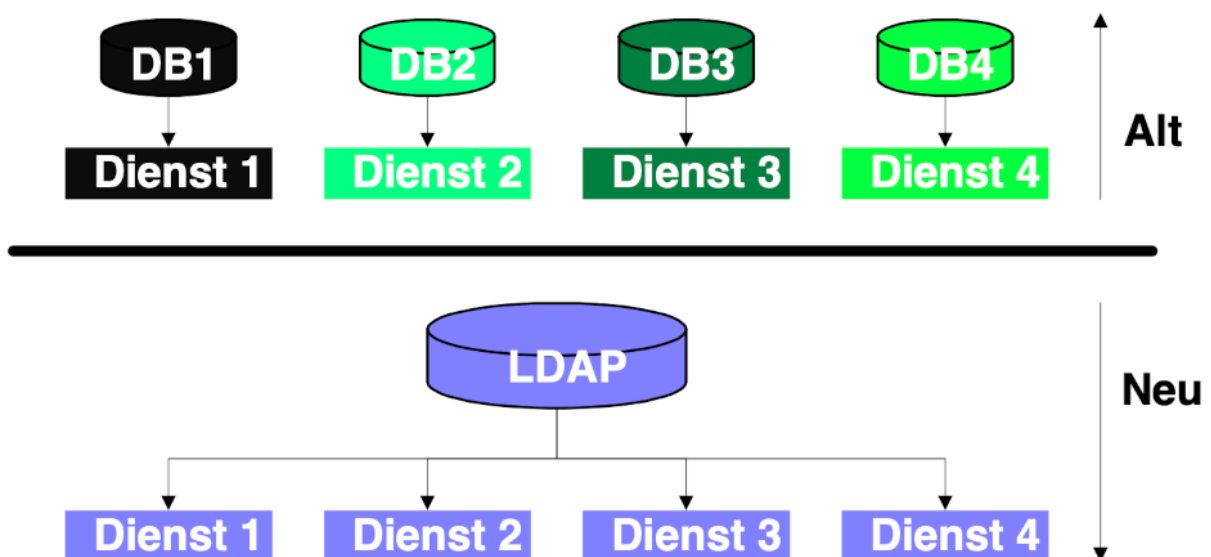 DB1 DB2 DB3 DB4
Alt
Dienst 1 Dienst 2 Dienst 3 Dienst 4
LDAP
Neu
Dienst 1 Dienst 2 Dienst 3 Dienst 4